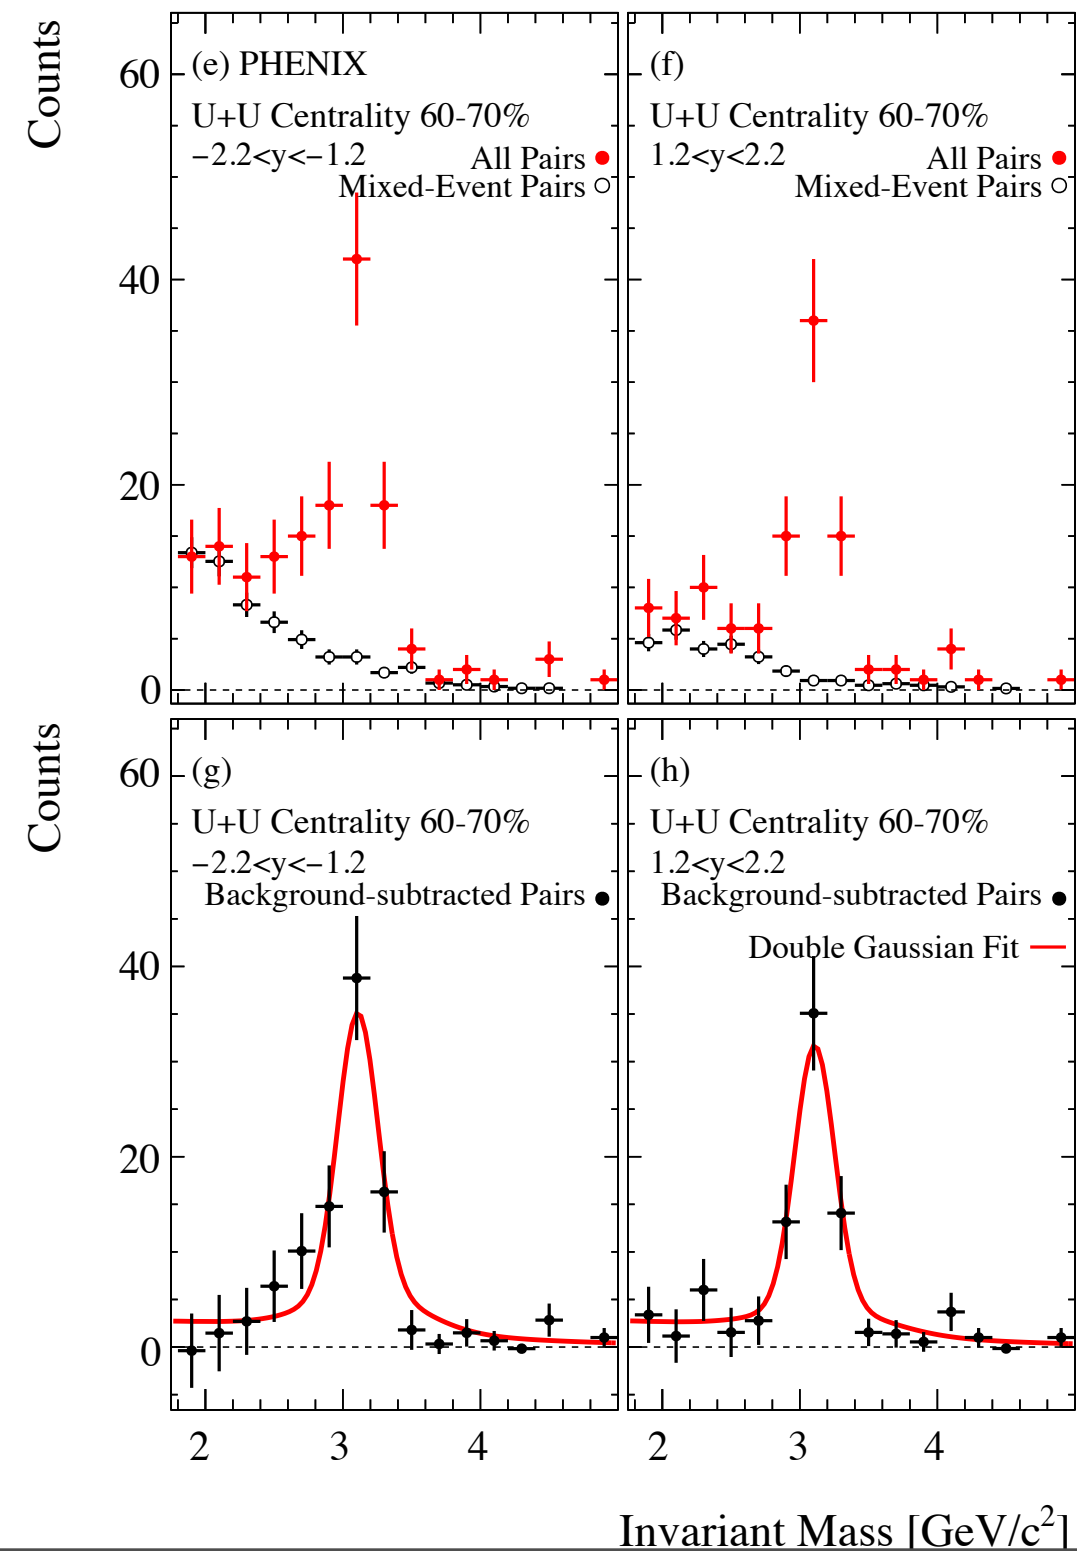 Counts
60
40
20
0
(e) PHENIX
U+U Centrality 60-70%
−2.2<y<−1.2
All Pairs
Mixed-Event Pairs
(f)
U+U Centrality 60-70%
1.2<y<2.2
All Pairs
Mixed-Event Pairs
Counts
60
40
20
0
(g)
U+U Centrality 60-70%
−2.2<y<−1.2
Background-subtracted Pairs
(h)
U+U Centrality 60-70%
1.2<y<2.2
Background-subtracted Pairs
Double Gaussian Fit
2 3 4 2 3 4
Invariant Mass [GeV/c²]